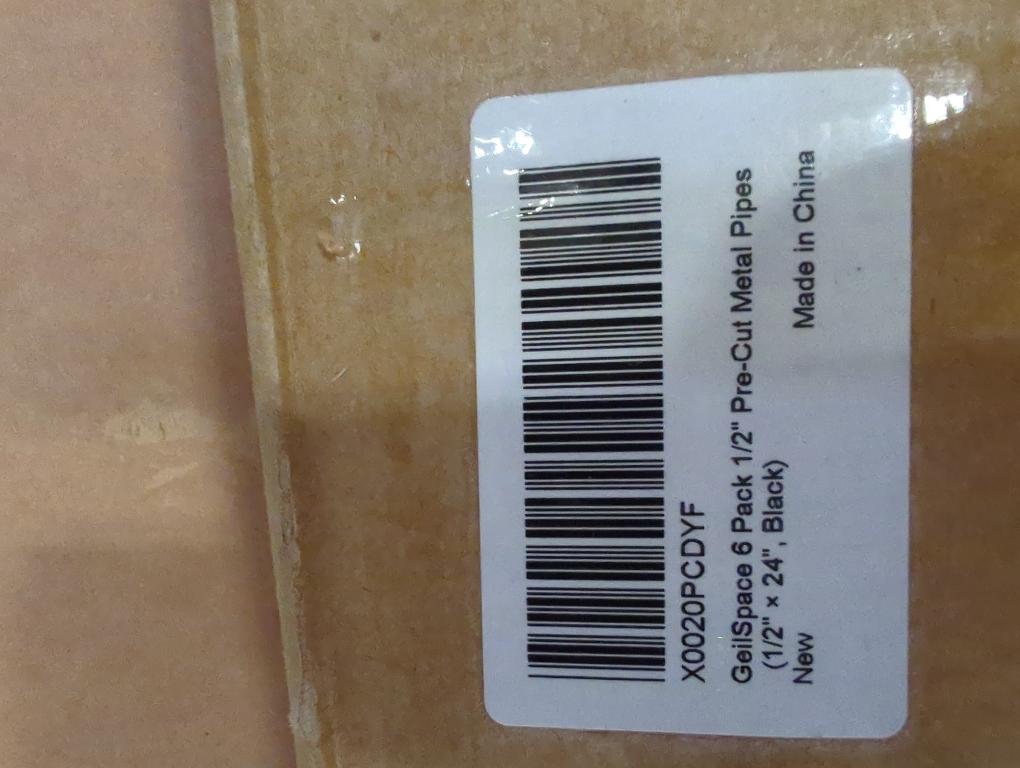 X0020PCDYF
GeilSpace 6 Pack 1/2" Pre-Cut Metal Pipes
(1/2" × 24", Black)
New Made in China